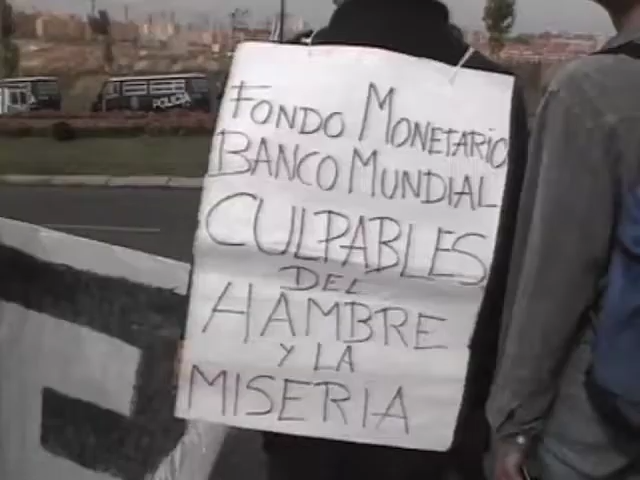 POLICIA
FONDO MONETARIO
BANCO MUNDIAL
CULPABLES
DEL
HAMBRE
Y LA
MISERIA